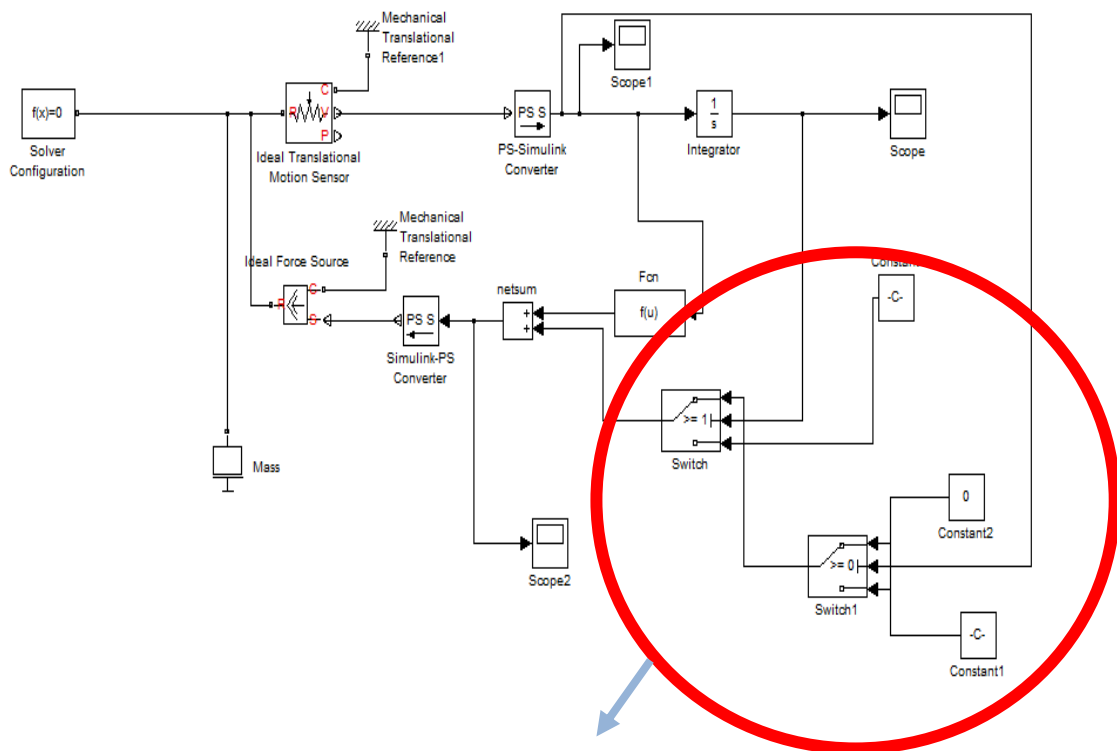 Mechanical
Translational
Reference1
Scope1
f(x)=0
Solver
Configuration
C
R
V
P
Ideal Translational
Motion Sensor
PS S
PS-Simulink
Converter
1
s
Integrator
Scope
Mechanical
Translational
Reference
Ideal Force Source
C
R
S
PS S
Simulink-PS
Converter
netsum
+
+
Fcn
f(u)
Constant
-C-
>= 1
Switch
Mass
Scope2
0
Constant2
>= 0
Switch1
-C-
Constant1